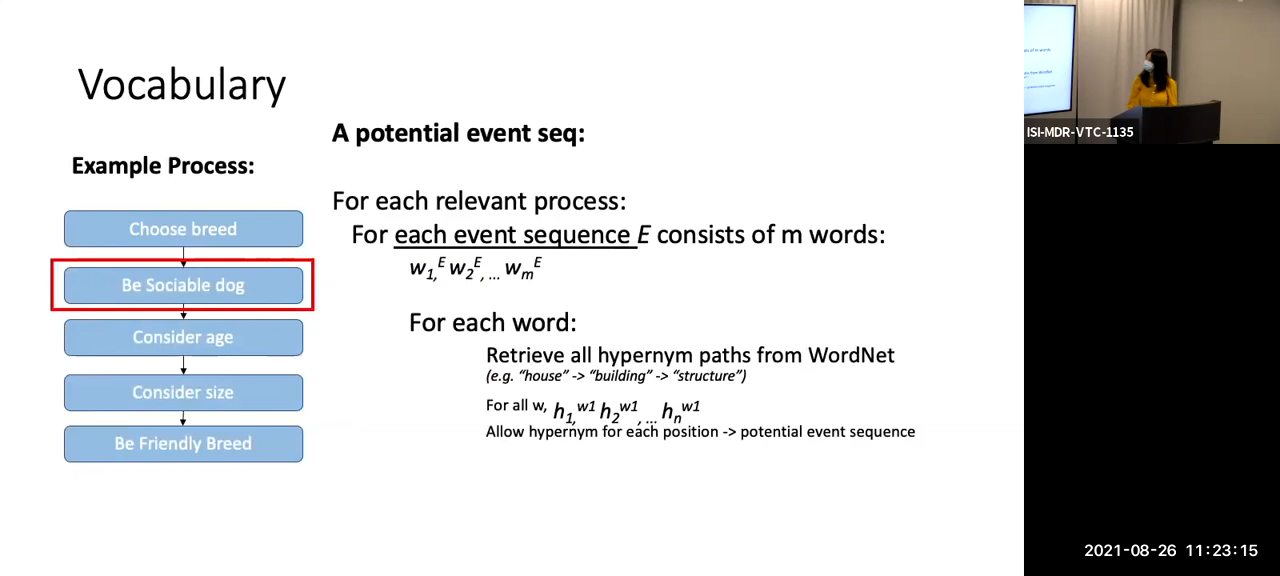 Vocabulary
Example Process:
Choose breed
Be Sociable dog
Consider age
Consider size
Be Friendly Breed
A potential event seq:
For each relevant process:
For each event sequence E consists of m words:
w₁,ᴱ w₂ᴱ,... wₘᴱ
For each word:
Retrieve all hypernym paths from WordNet
(e.g. “house” -> “building” -> “structure”)
For all w, h₁,ʷ¹ h₂ʷ¹,... hₙʷ¹
Allow hypernym for each position -> potential event sequence
ISI-MDR-VTC-1135
2021-08-26 11:23:15